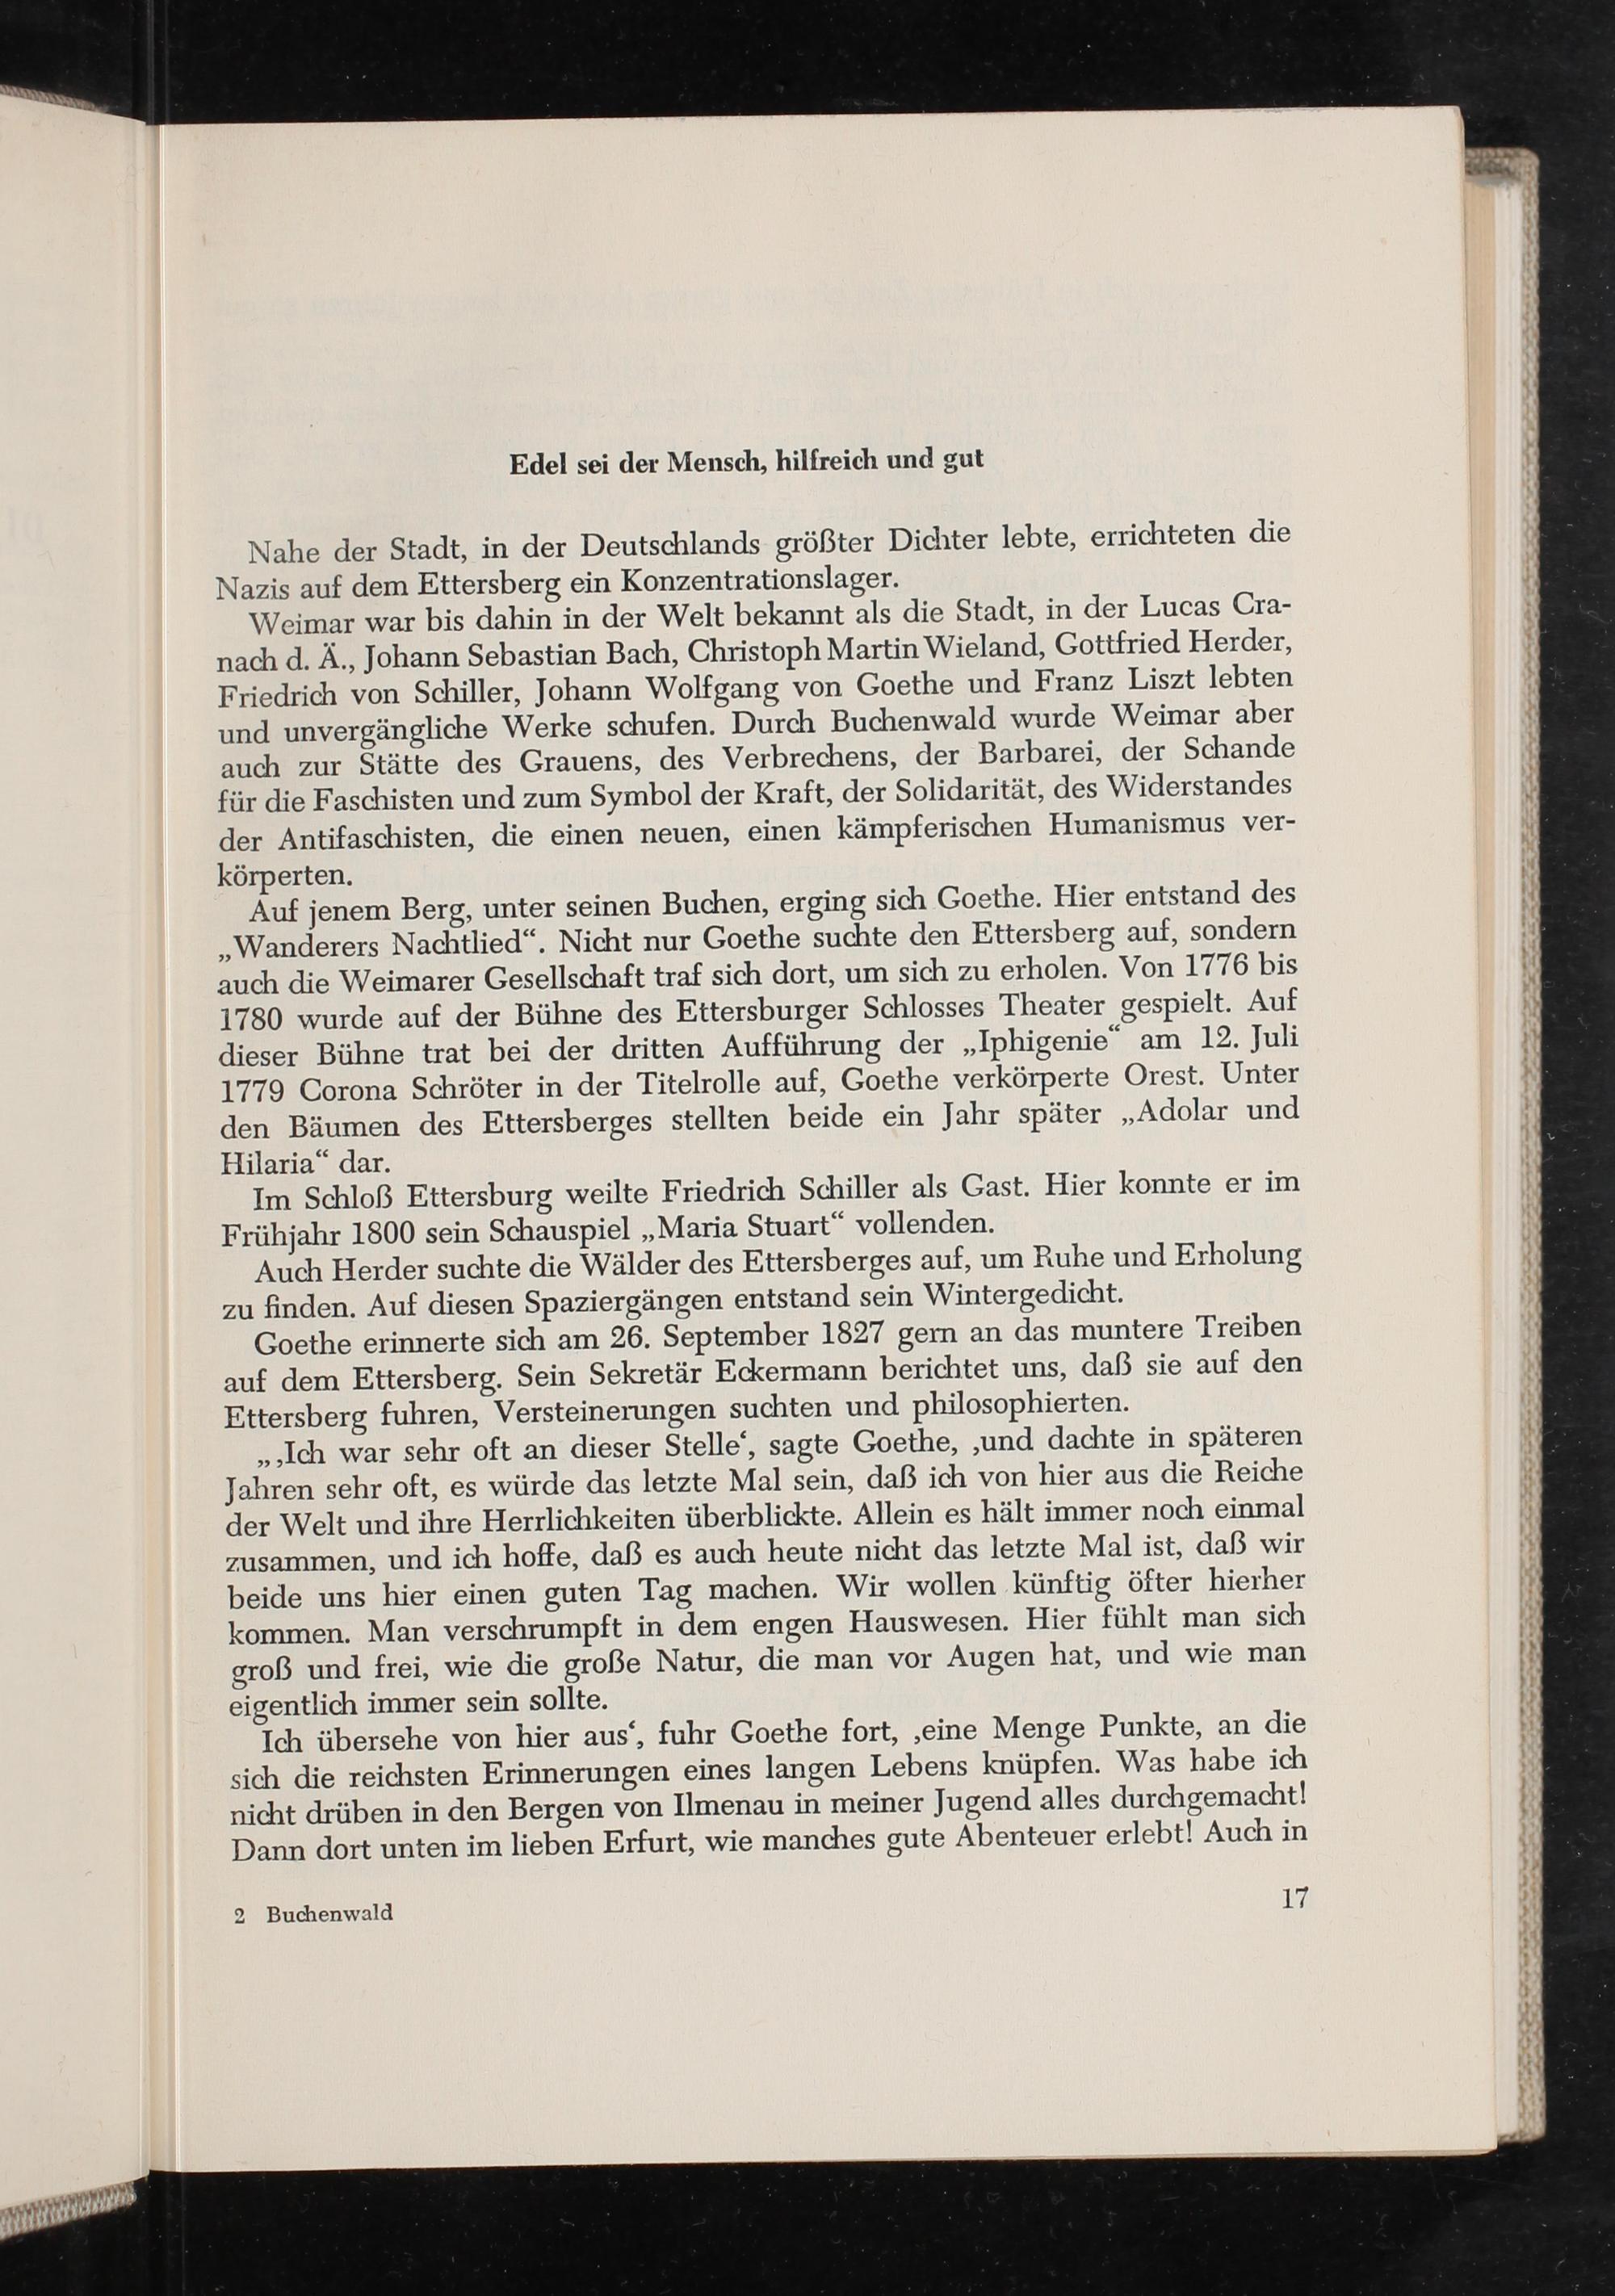 Edel sei der Mensch, hilfreich und gut
Nahe der Stadt, in der Deutschlands größter Dichter lebte, errichteten die
Nazis auf dem Ettersberg ein Konzentrationslager.
Weimar war bis dahin in der Welt bekannt als die Stadt, in der Lucas Cra-
nach d. Ä., Johann Sebastian Bach, Christoph Martin Wieland, Gottfried Herder,
Friedrich von Schiller, Johann Wolfgang von Goethe und Franz Liszt lebten
und unvergängliche Werke schufen. Durch Buchenwald wurde Weimar aber
auch zur Stätte des Grauens, des Verbrechens, der Barbarei, der Schande
für die Faschisten und zum Symbol der Kraft, der Solidarität, des Widerstandes
der Antifaschisten, die einen neuen, einen kämpferischen Humanismus ver-
körperten.
Auf jenem Berg, unter seinen Buchen, erging sich Goethe. Hier entstand des
„Wanderers Nachtlied“. Nicht nur Goethe suchte den Ettersberg auf, sondern
auch die Weimarer Gesellschaft traf sich dort, um sich zu erholen. Von 1776 bis
1780 wurde auf der Bühne des Ettersburger Schlosses Theater gespielt. Auf
dieser Bühne trat bei der dritten Aufführung der „Iphigenie“ am 12. Juli
1779 Corona Schröter in der Titelrolle auf, Goethe verkörperte Orest. Unter
den Bäumen des Ettersberges stellten beide ein Jahr später „Adolar und
Hilaria“ dar.
Im Schloß Ettersburg weilte Friedrich Schiller als Gast. Hier konnte er im
Frühjahr 1800 sein Schauspiel „Maria Stuart“ vollenden.
Auch Herder suchte die Wälder des Ettersberges auf, um Ruhe und Erholung
zu finden. Auf diesen Spaziergängen entstand sein Wintergedicht.
Goethe erinnerte sich am 26. September 1827 gern an das muntere Treiben
auf dem Ettersberg. Sein Sekretär Eckermann berichtet uns, daß sie auf den
Ettersberg fuhren, Versteinerungen suchten und philosophierten.
„‚Ich war sehr oft an dieser Stelle‘, sagte Goethe, ‚und dachte in späteren
Jahren sehr oft, es würde das letzte Mal sein, daß ich von hier aus die Reiche
der Welt und ihre Herrlichkeiten überblickte. Allein es hält immer noch einmal
zusammen, und ich hoffe, daß es auch heute nicht das letzte Mal ist, daß wir
beide uns hier einen guten Tag machen. Wir wollen künftig öfter hierher
kommen. Man verschrumpft in dem engen Hauswesen. Hier fühlt man sich
groß und frei, wie die große Natur, die man vor Augen hat, und wie man
eigentlich immer sein sollte.
Ich übersehe von hier aus‘, fuhr Goethe fort, ‚eine Menge Punkte, an die
sich die reichsten Erinnerungen eines langen Lebens knüpfen. Was habe ich
nicht drüben in den Bergen von Ilmenau in meiner Jugend alles durchgemacht!
Dann dort unten im lieben Erfurt, wie manches gute Abenteuer erlebt! Auch in
2 Buchenwald
17